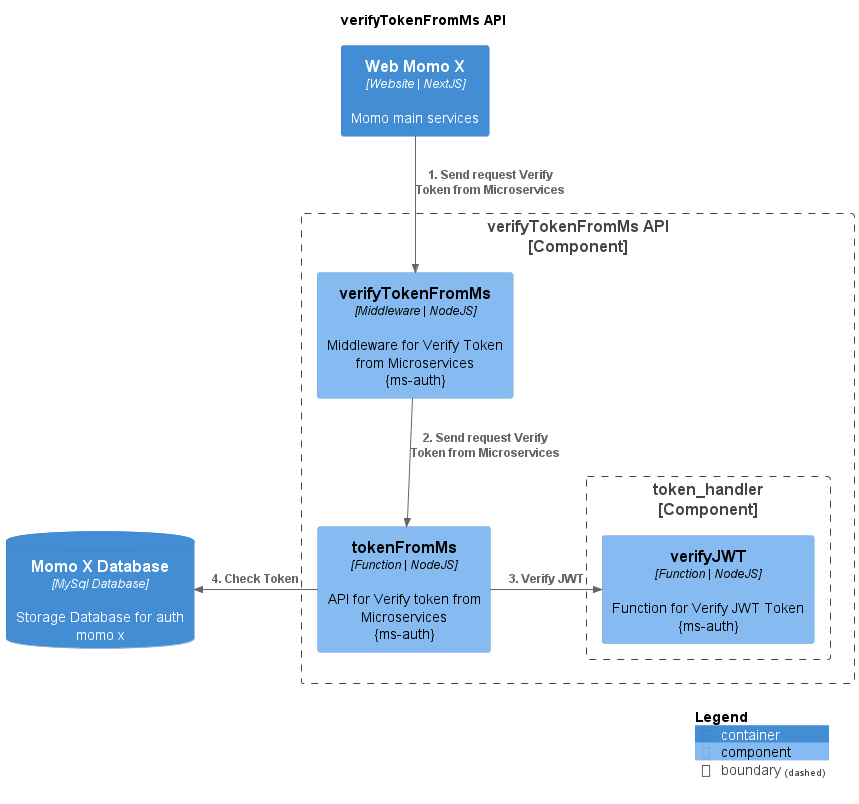 verifyTokenFromMs API
Web Momo X
[Website | NextJS]
Momo main services
1. Send request Verify
Token from Microservices
verifyTokenFromMs API
[Component]
verifyTokenFromMs
[Middleware | NodeJS]
Middleware for Verify Token
from Microservices
{ms-auth}
2. Send request Verify
Token from Microservices
token_handler
[Component]
tokenFromMs
[Function | NodeJS]
API for Verify token from
Microservices
{ms-auth}
3. Verify JWT
verifyJWT
[Function | NodeJS]
Function for Verify JWT Token
{ms-auth}
4. Check Token
Momo X Database
[MySql Database]
Storage Database for auth
momo x
Legend
container
component
boundary (dashed)